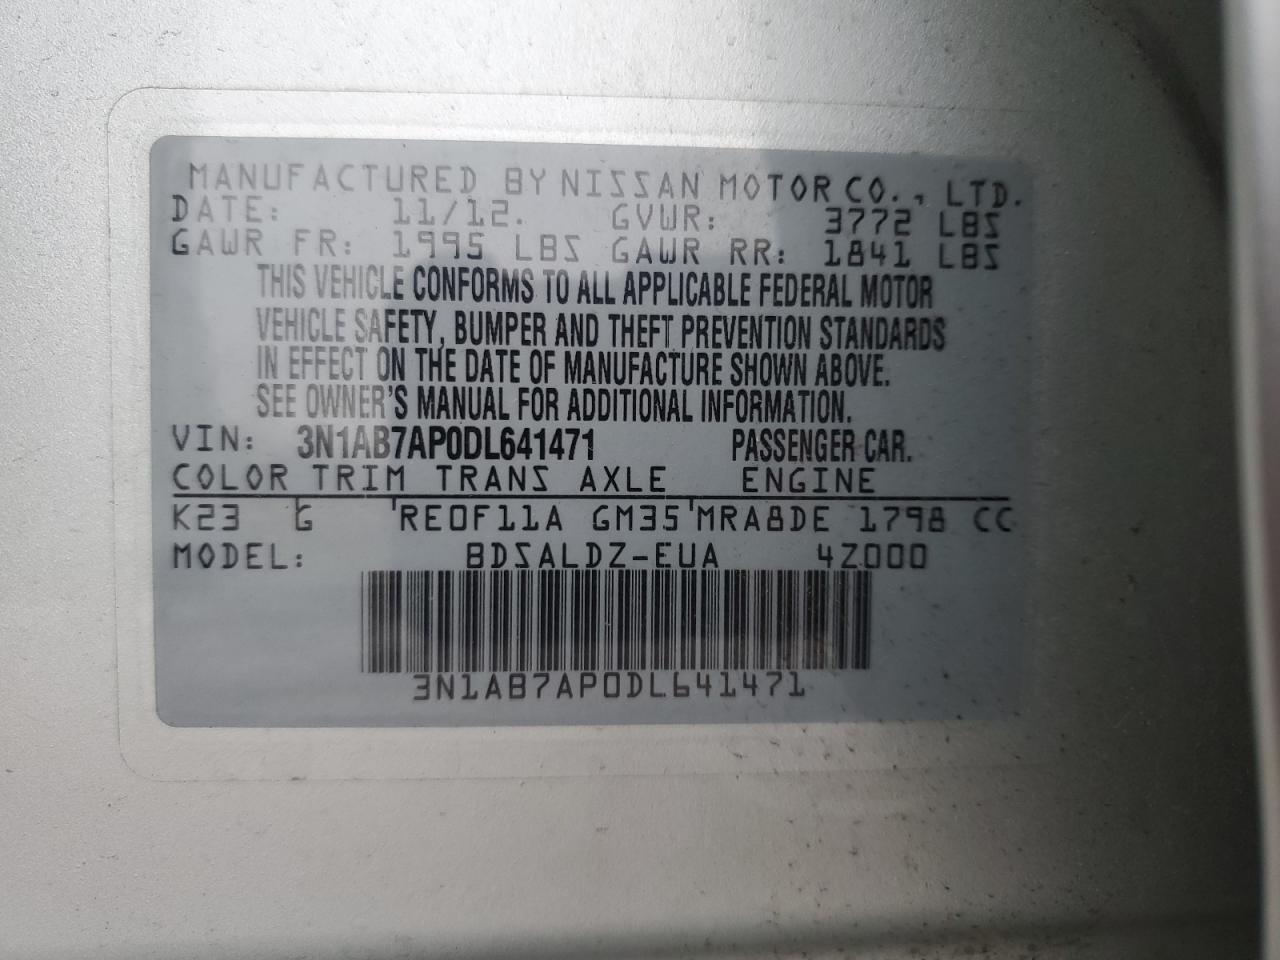 MANUFACTURED BY NISSAN MOTOR CO., LTD.
DATE: 11/12. GVWR: 3772 LBS
GAWR FR: 1995 LBS GAWR RR: 1841 LBS
THIS VEHICLE CONFORMS TO ALL APPLICABLE FEDERAL MOTOR
VEHICLE SAFETY, BUMPER AND THEFT PREVENTION STANDARDS
IN EFFECT ON THE DATE OF MANUFACTURE SHOWN ABOVE.
SEE OWNER'S MANUAL FOR ADDITIONAL INFORMATION.
VIN: 3N1AB7AP0DL641471 PASSENGER CAR.
COLOR TRIM TRANS AXLE ENGINE
K23 G RE0F11A GM35 MRA8DE 1798 CC
MODEL: BDSALDZ-EUA 4Z000
3N1AB7AP0DL641471